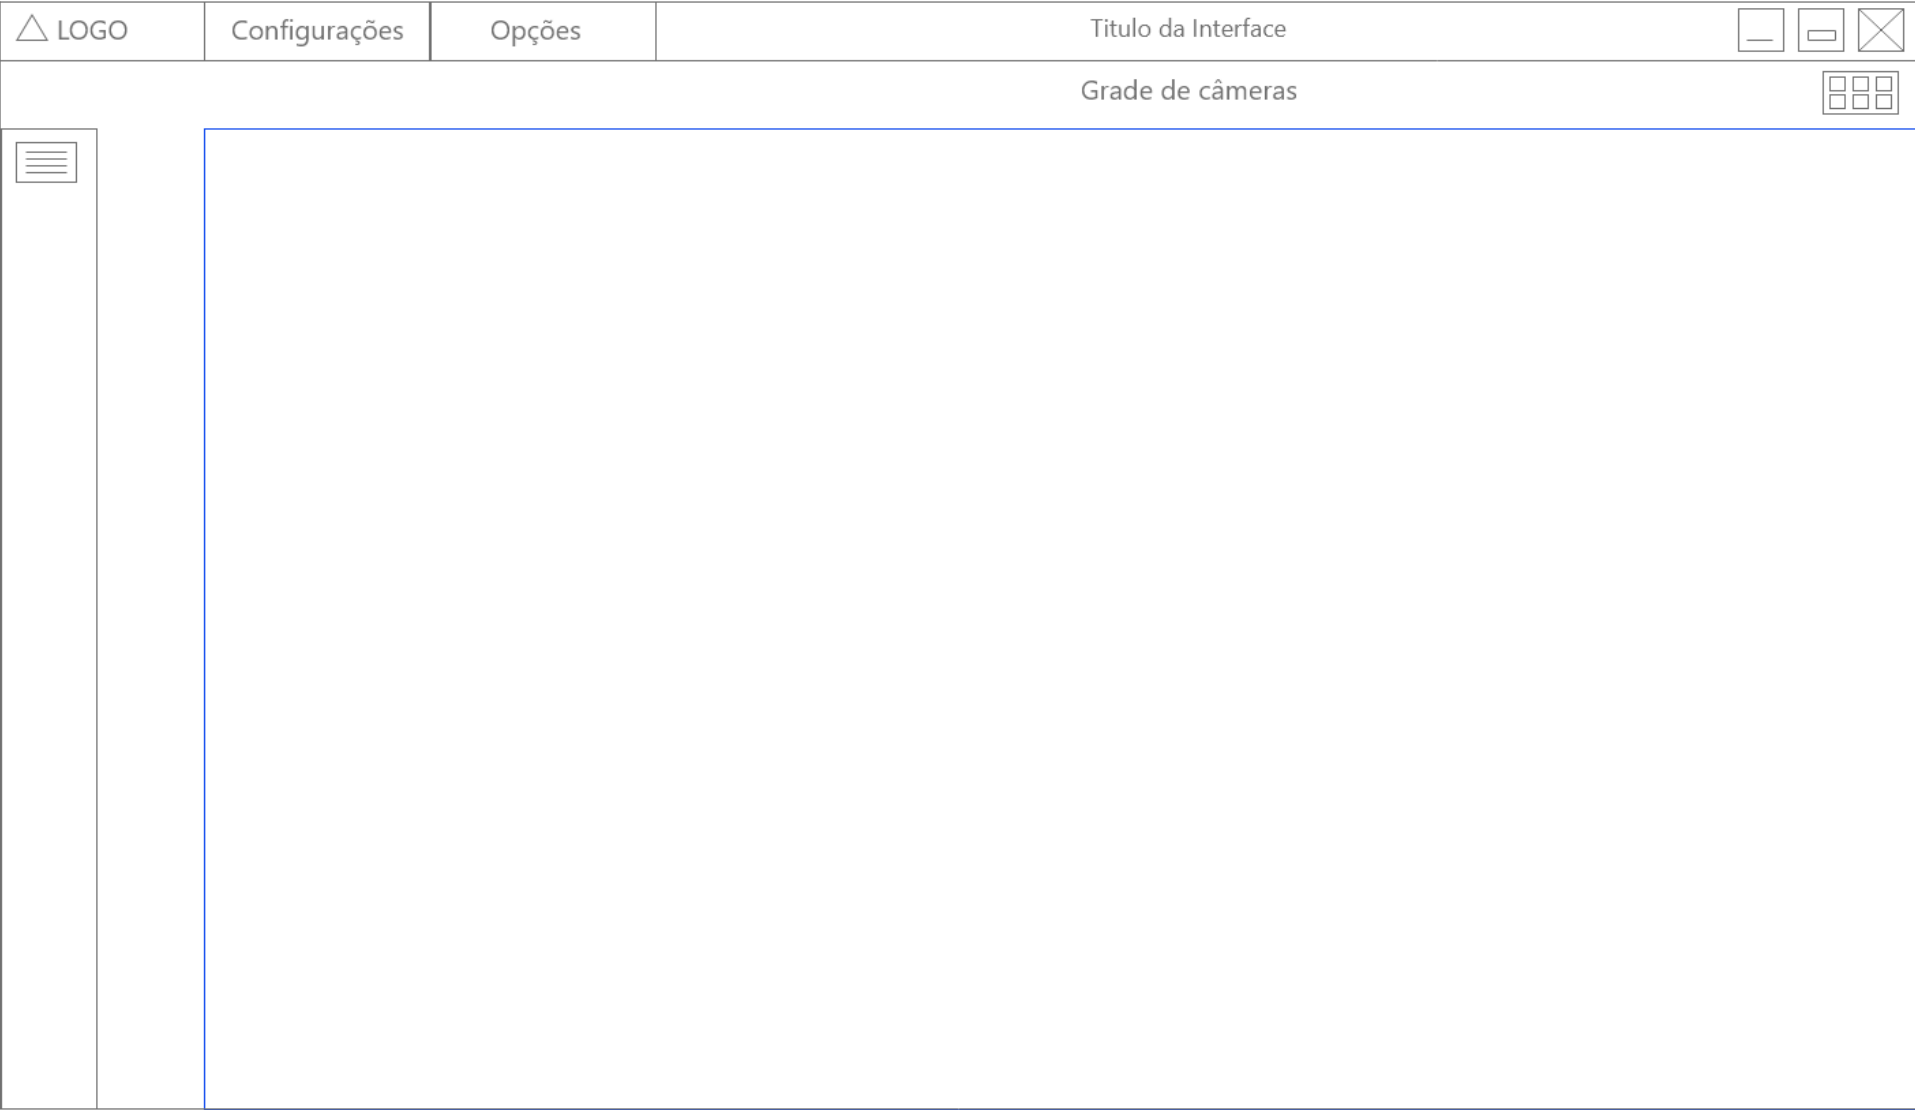 LOGO
Configurações
Opções
Titulo da Interface
Grade de câmeras